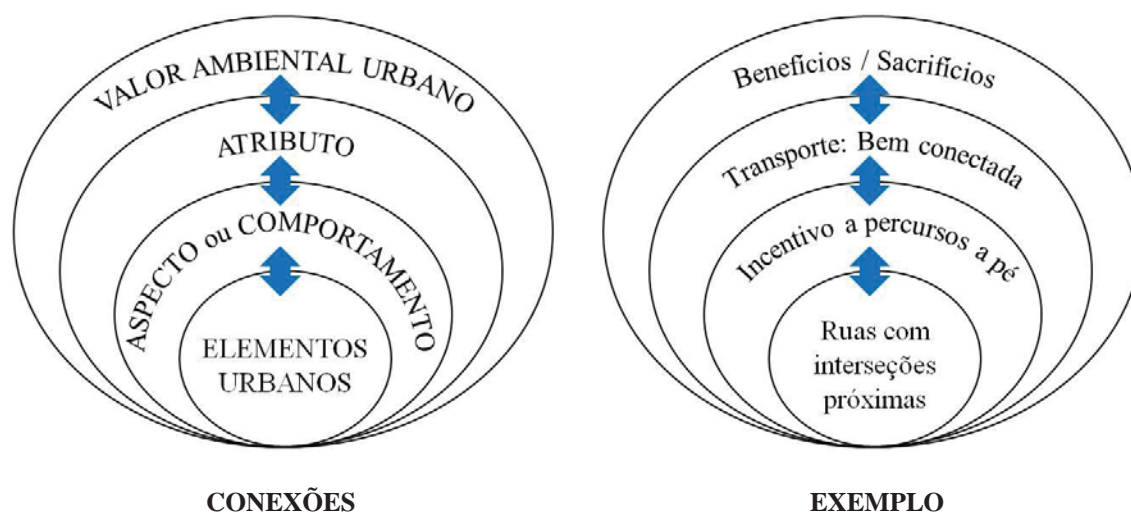 VALOR AMBIENTAL URBANO
ATRIBUTO
ASPECTO ou COMPORTAMENTO
ELEMENTOS
URBANOS
CONEXÕES
Benefícios / Sacrifícios
Transporte: Bem conectada
Incentivo a percursos a pé
Ruas com
interseções
próximas
EXEMPLO